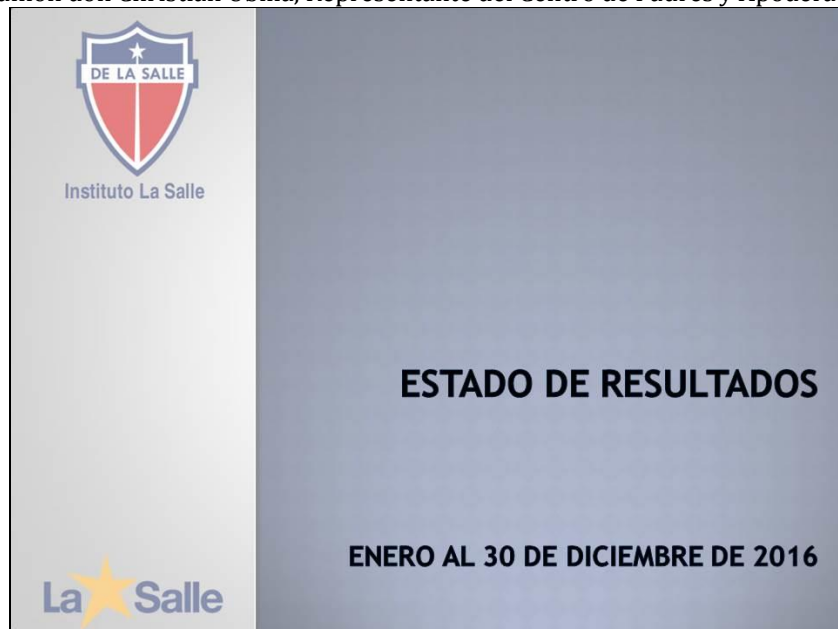 DE LA SALLE
Instituto La Salle
ESTADO DE RESULTADOS
ENERO AL 30 DE DICIEMBRE DE 2016
La Salle